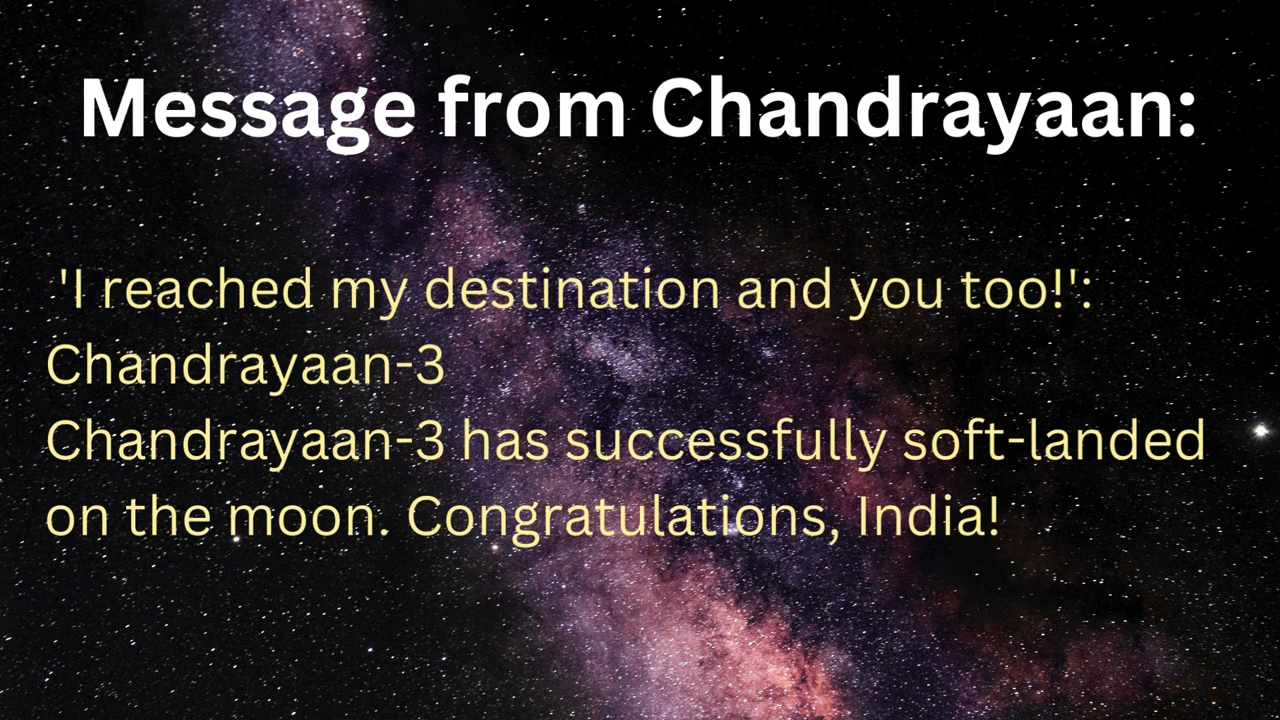 Message from Chandrayaan:
'I reached my destination and you too!':
Chandrayaan-3
Chandrayaan-3 has successfully soft-landed
on the moon. Congratulations, India!